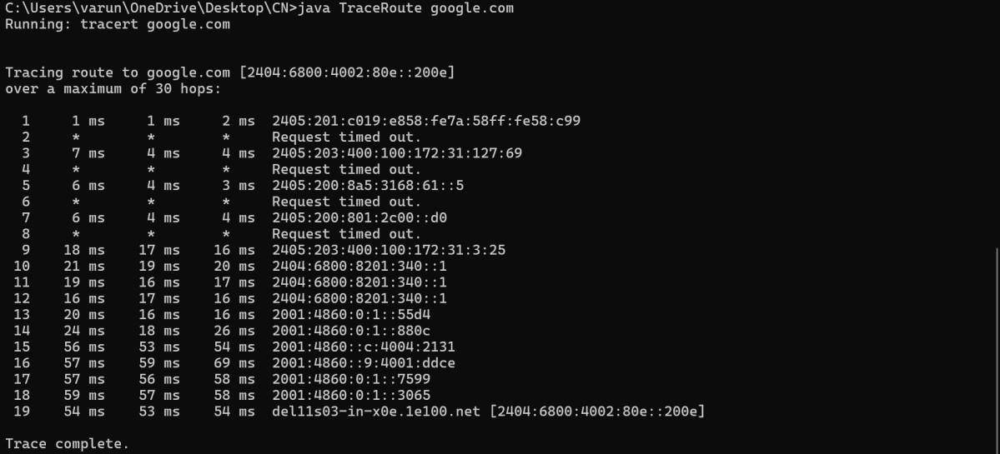 C:\Users\varun\OneDrive\Desktop\CN>java TraceRoute google.com
Running: tracert google.com
Tracing route to google.com [2404:6800:4002:80e::200e]
over a maximum of 30 hops:
1 1 ms 1 ms 2 ms 2405:201:c019:e858:fe7a:58ff:fe58:c99
2 * * * Request timed out.
3 7 ms 4 ms 4 ms 2405:203:400:100:172:31:127:69
4 * * * Request timed out.
5 6 ms 4 ms 3 ms 2405:200:8a5:3168:61::5
6 * * * Request timed out.
7 6 ms 4 ms 4 ms 2405:200:801:2c00::d0
8 * * * Request timed out.
9 18 ms 17 ms 16 ms 2405:203:400:100:172:31:3:25
10 21 ms 19 ms 20 ms 2404:6800:8201:340::1
11 19 ms 16 ms 17 ms 2404:6800:8201:340::1
12 16 ms 17 ms 16 ms 2404:6800:8201:340::1
13 20 ms 16 ms 16 ms 2001:4860:0:1::55d4
14 24 ms 18 ms 26 ms 2001:4860:0:1::880c
15 56 ms 53 ms 54 ms 2001:4860::c:4004:2131
16 57 ms 59 ms 69 ms 2001:4860::9:4001:ddce
17 57 ms 56 ms 58 ms 2001:4860:0:1::7599
18 59 ms 57 ms 58 ms 2001:4860:0:1::3065
19 54 ms 53 ms 54 ms del11s03-in-x0e.1e100.net [2404:6800:4002:80e::200e]
Trace complete.